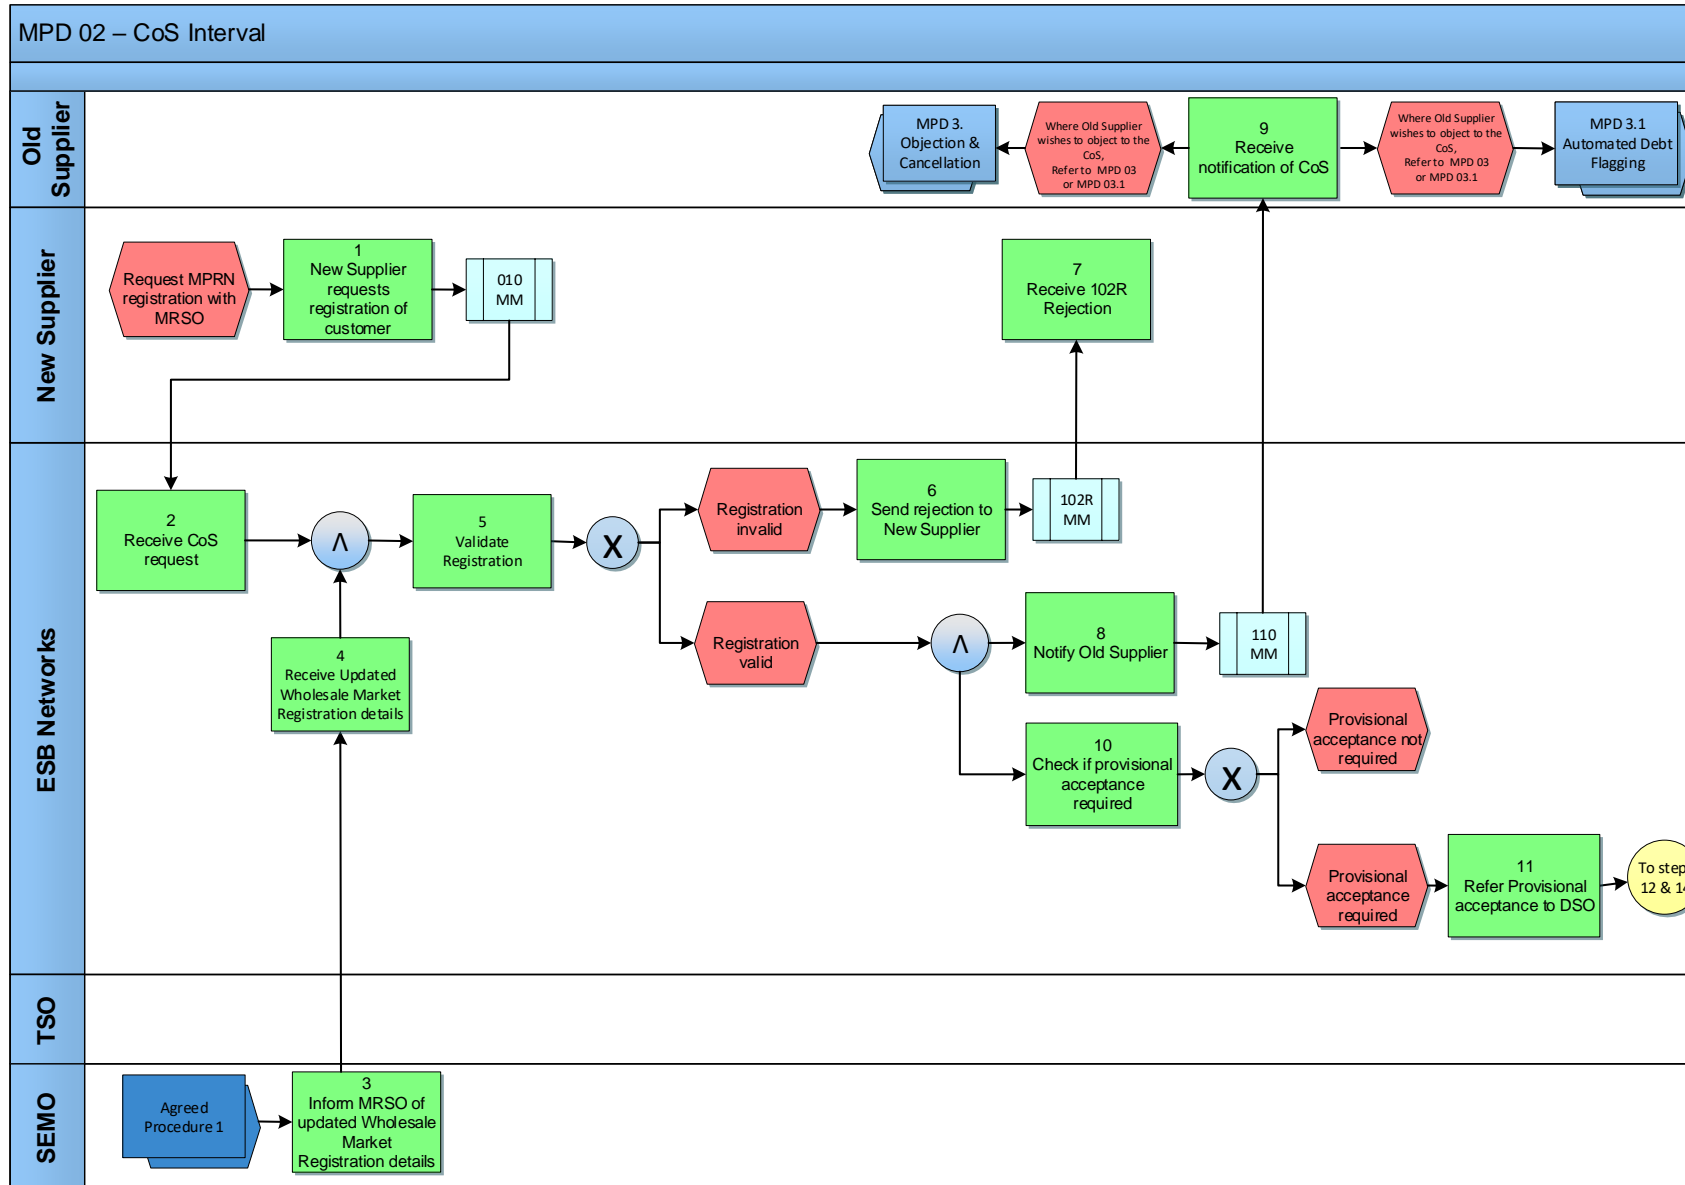 MPD 02 – CoS Interval
Old
Supplier
MPD 3.
Objection &
Cancellation
Where Old Supplier
wishes to object to the
CoS,
Refer to MPD 03
or MPD 03.1
9
Receive
notification of CoS
Where Old Supplier
wishes to object to the
CoS,
Refer to MPD 03
or MPD 03.1
MPD 3.1
Automated Debt
Flagging
New Supplier
Request MPRN
registration with
MRSO
1
New Supplier
requests
registration of
customer
010
MM
7
Receive 102R
Rejection
ESB Networks
2
Receive CoS
request
Λ
5
Validate
Registration
X
Registration
invalid
6
Send rejection to
New Supplier
102R
MM
4
Receive Updated
Wholesale Market
Registration details
Registration
valid
Λ
8
Notify Old Supplier
110
MM
10
Check if provisional
acceptance
required
X
Provisional
acceptance not
required
Provisional
acceptance
required
11
Refer Provisional
acceptance to DSO
To step
12 & 14
TSO
SEMO
Agreed
Procedure 1
3
Inform MRSO of
updated Wholesale
Market
Registration details